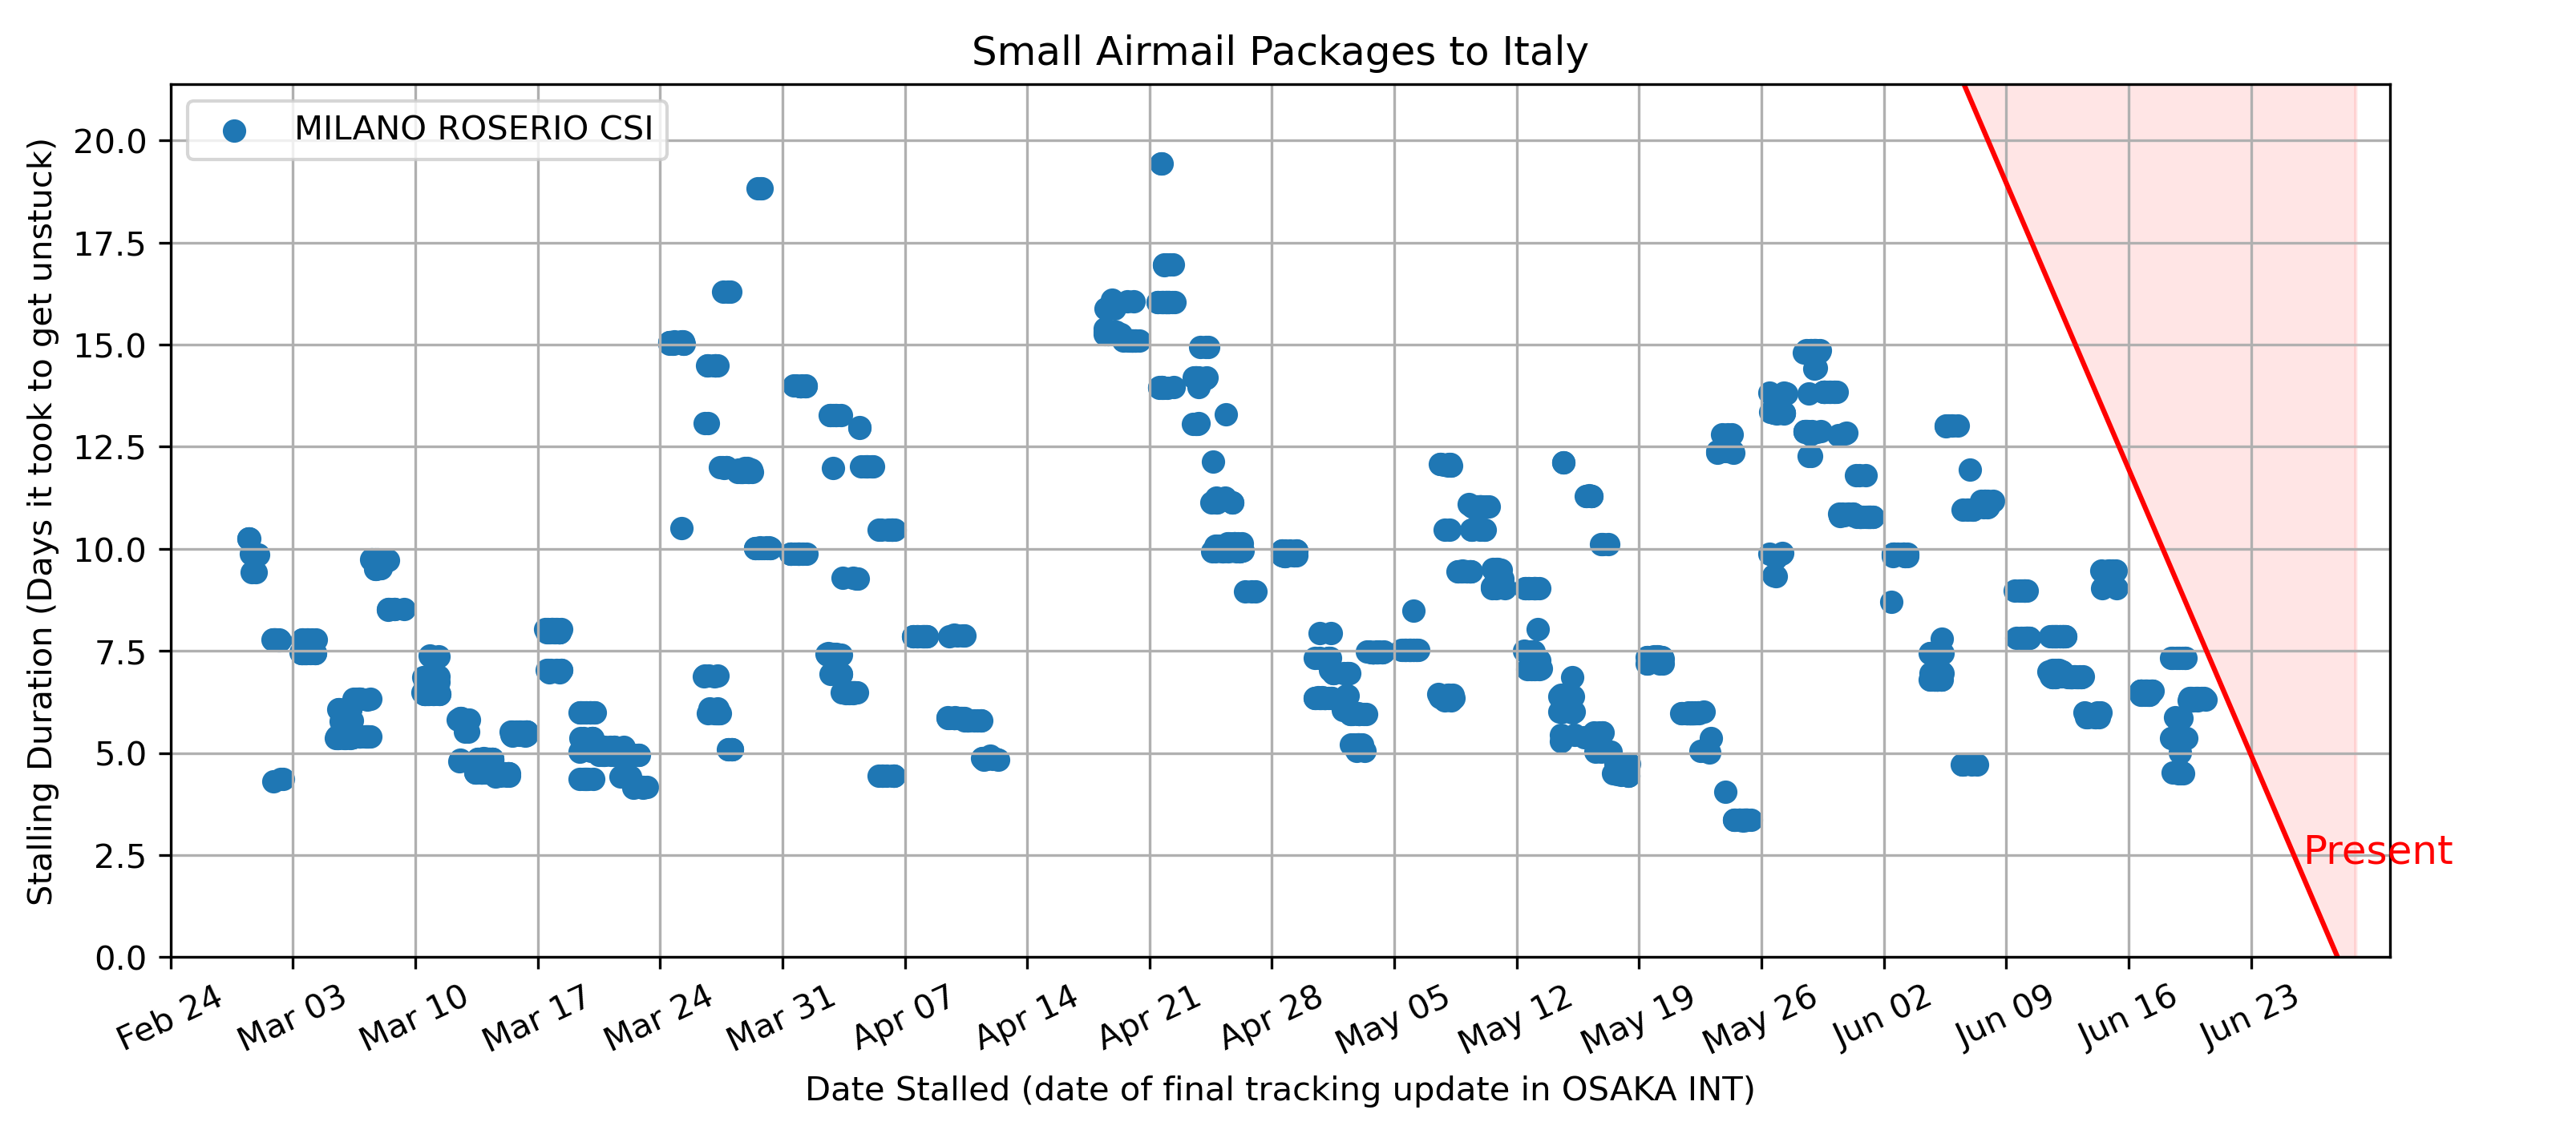 Small Airmail Packages to Italy
MILANO ROSERIO CSI
Stalling Duration (Days it took to get unstuck)
20.0
17.5
15.0
12.5
10.0
7.5
5.0
2.5
0.0
Present
Feb 24
Mar 03
Mar 10
Mar 17
Mar 24
Mar 31
Apr 07
Apr 14
Apr 21
Apr 28
May 05
May 12
May 19
May 26
Jun 02
Jun 09
Jun 16
Jun 23
Date Stalled (date of final tracking update in OSAKA INT)